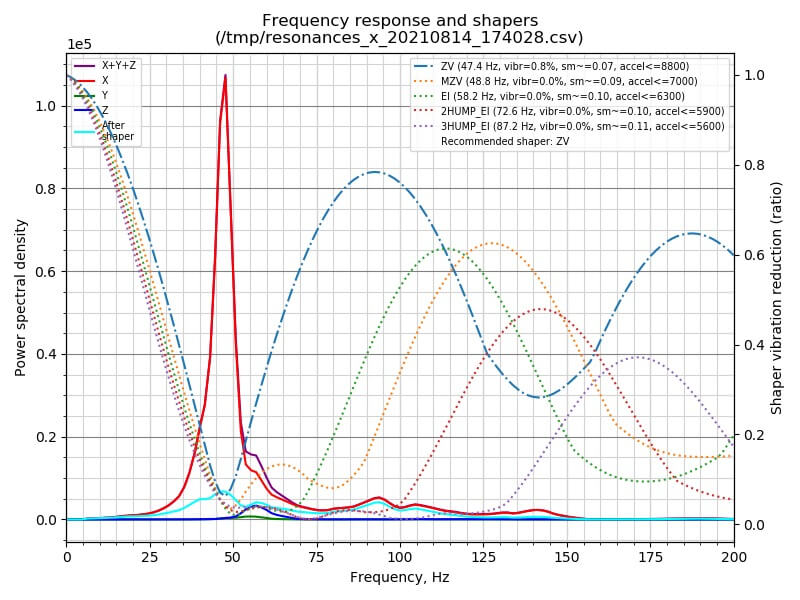 Frequency response and shapers
(/tmp/resonances_x_20210814_174028.csv)
1e5
X+Y+Z
X
Y
Z
After
shaper
ZV (47.4 Hz, vibr=0.8%, sm~=0.07, accel<=8800)
MZV (48.8 Hz, vibr=0.0%, sm~=0.09, accel<=7000)
EI (58.2 Hz, vibr=0.0%, sm~=0.10, accel<=6300)
2HUMP_EI (72.6 Hz, vibr=0.0%, sm~=0.10, accel<=5900)
3HUMP_EI (87.2 Hz, vibr=0.0%, sm~=0.11, accel<=5600)
Recommended shaper: ZV
Power spectral density
1.0
0.8
0.6
0.4
0.2
0.0
1.0
0.8
0.6
0.4
0.2
0.0
Shaper vibration reduction (ratio)
0 25 50 75 100 125 150 175 200
Frequency, Hz